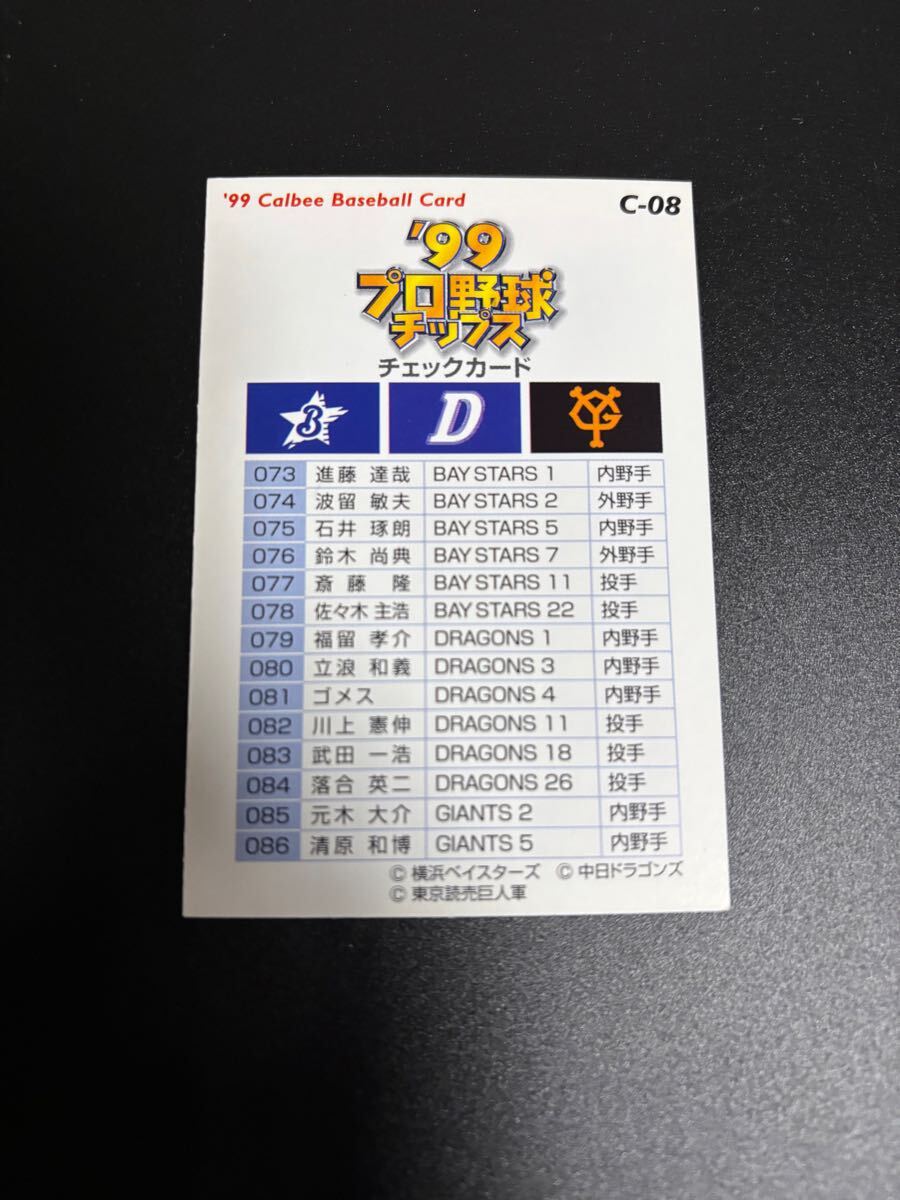 '99 Calbee Baseball Card C-08
'99
プロ野球
チップス
チェックカード
B D YG
073 進藤 達哉 BAY STARS 1 内野手
074 波留 敏夫 BAY STARS 2 外野手
075 石井 琢朗 BAY STARS 5 内野手
076 鈴木 尚典 BAY STARS 7 外野手
077 斎藤 隆 BAY STARS 11 投手
078 佐々木 主浩 BAY STARS 22 投手
079 福留 孝介 DRAGONS 1 内野手
080 立浪 和義 DRAGONS 3 内野手
081 ゴメス DRAGONS 4 内野手
082 川上 憲伸 DRAGONS 11 投手
083 武田 一浩 DRAGONS 18 投手
084 落合 英二 DRAGONS 26 投手
085 元木 大介 GIANTS 2 内野手
086 清原 和博 GIANTS 5 内野手
© 横浜ベイスターズ © 中日ドラゴンズ
© 東京読売巨人軍